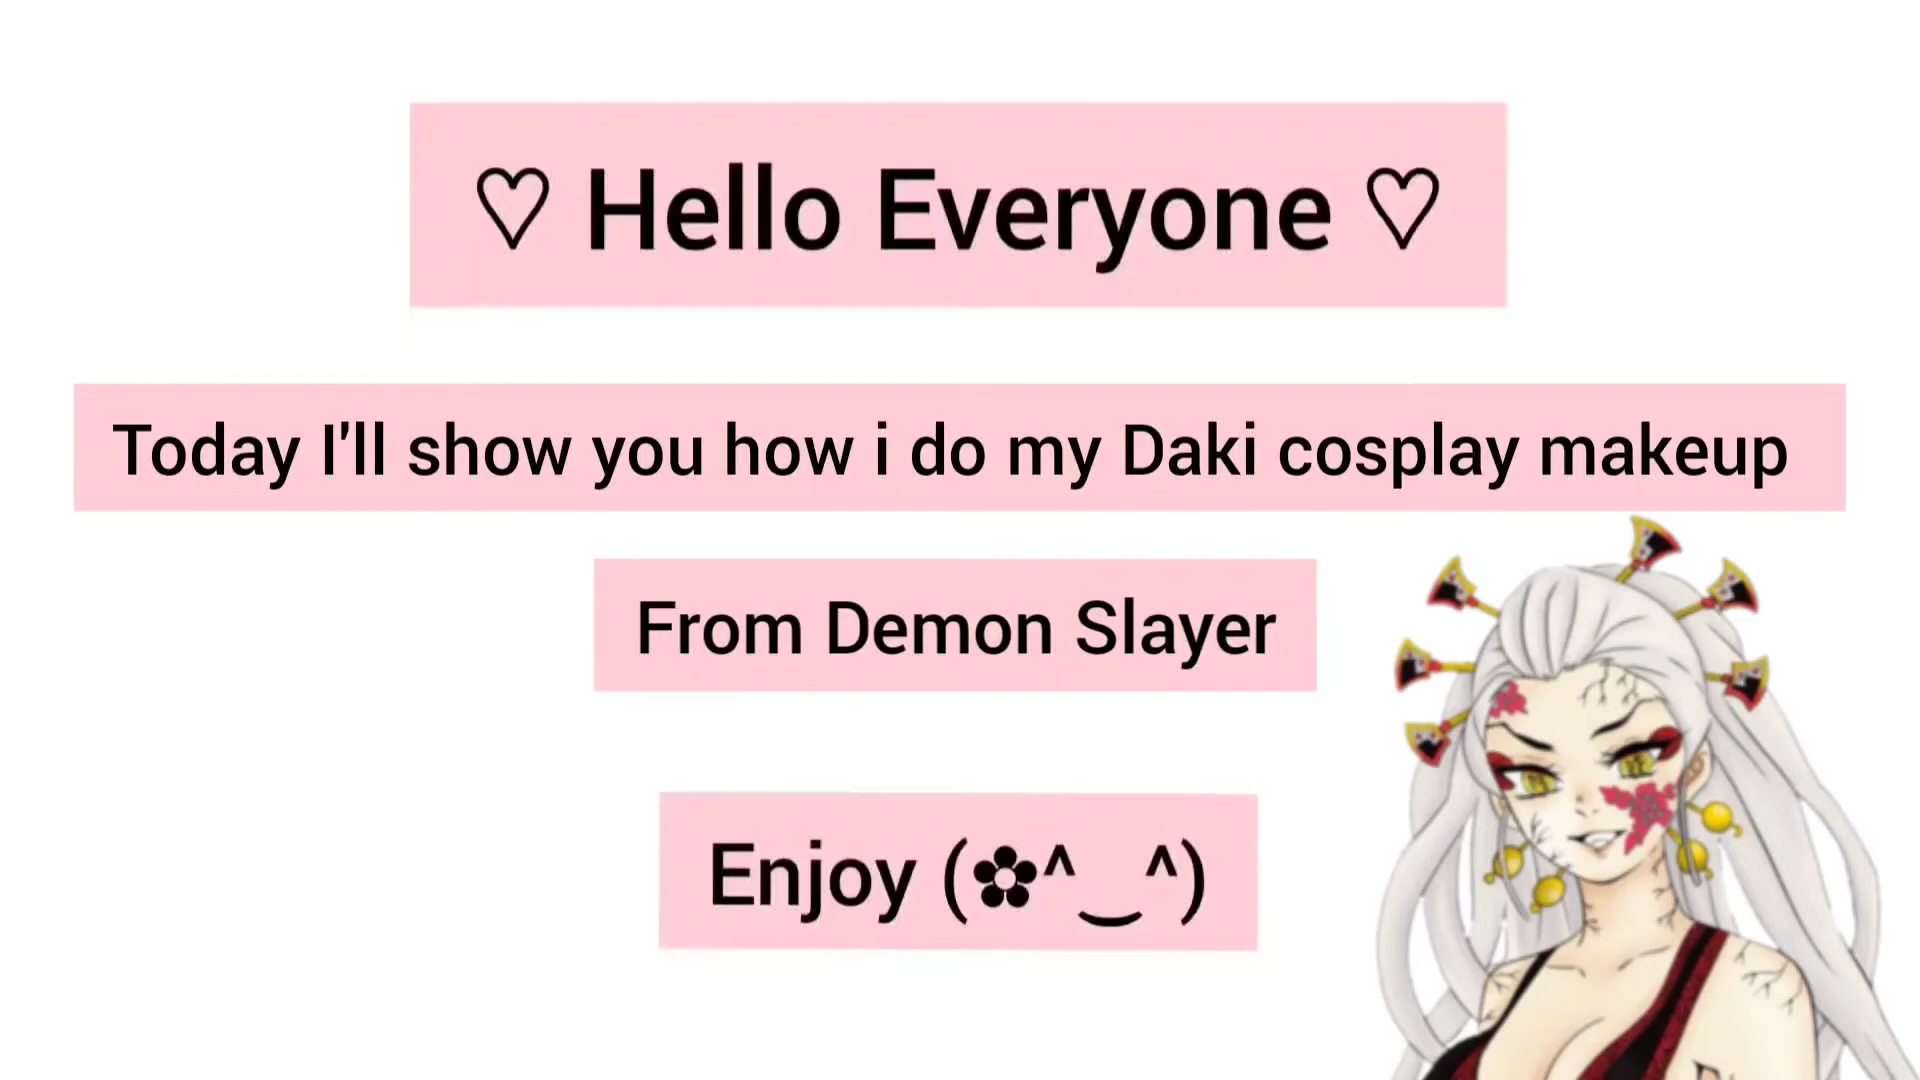 ♡ Hello Everyone ♡
Today I'll show you how i do my Daki cosplay makeup
From Demon Slayer
Enjoy (✿^‿^)